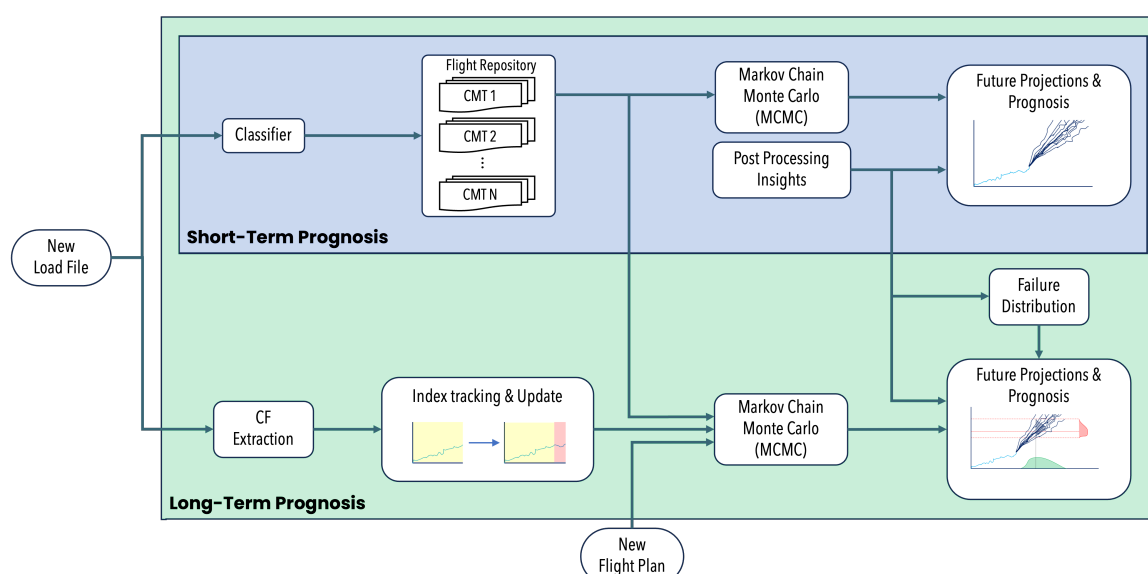 Flight Repository
CMT 1
CMT 2
⋮
CMT N
Classifier
Markov Chain
Monte Carlo
(MCMC)
Post Processing
Insights
Future Projections &
Prognosis
Short-Term Prognosis
New
Load File
Failure
Distribution
CF
Extraction
Index tracking & Update
Markov Chain
Monte Carlo
(MCMC)
Future Projections &
Prognosis
Long-Term Prognosis
New
Flight Plan